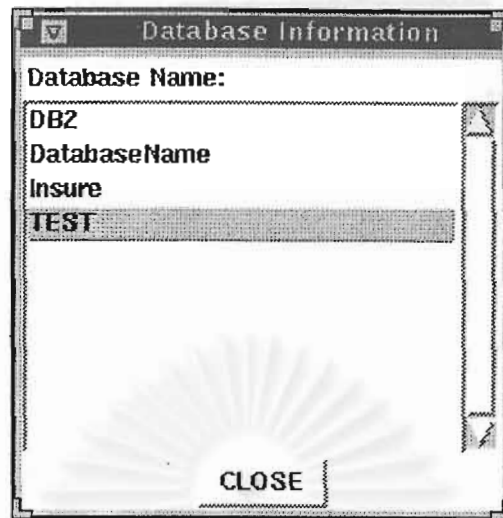 Database Information
Database Name:
DB2
DatabaseName
Insure
TEST
CLOSE